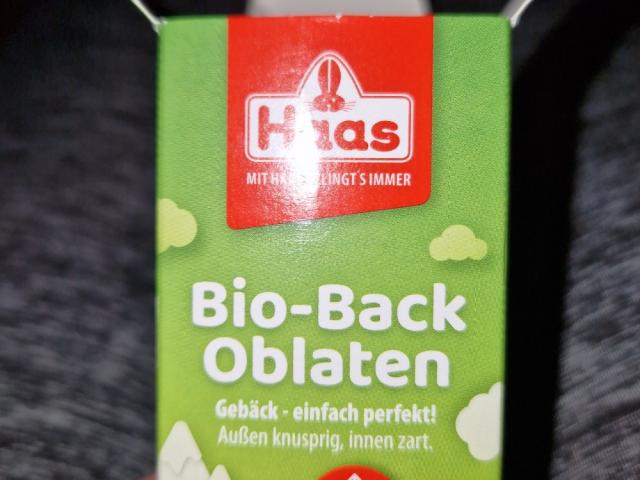 Haas
MIT IMMER
Bio-Back
Oblaten
Gebäck - einfach perfekt!
Außen knusprig, innen zart.